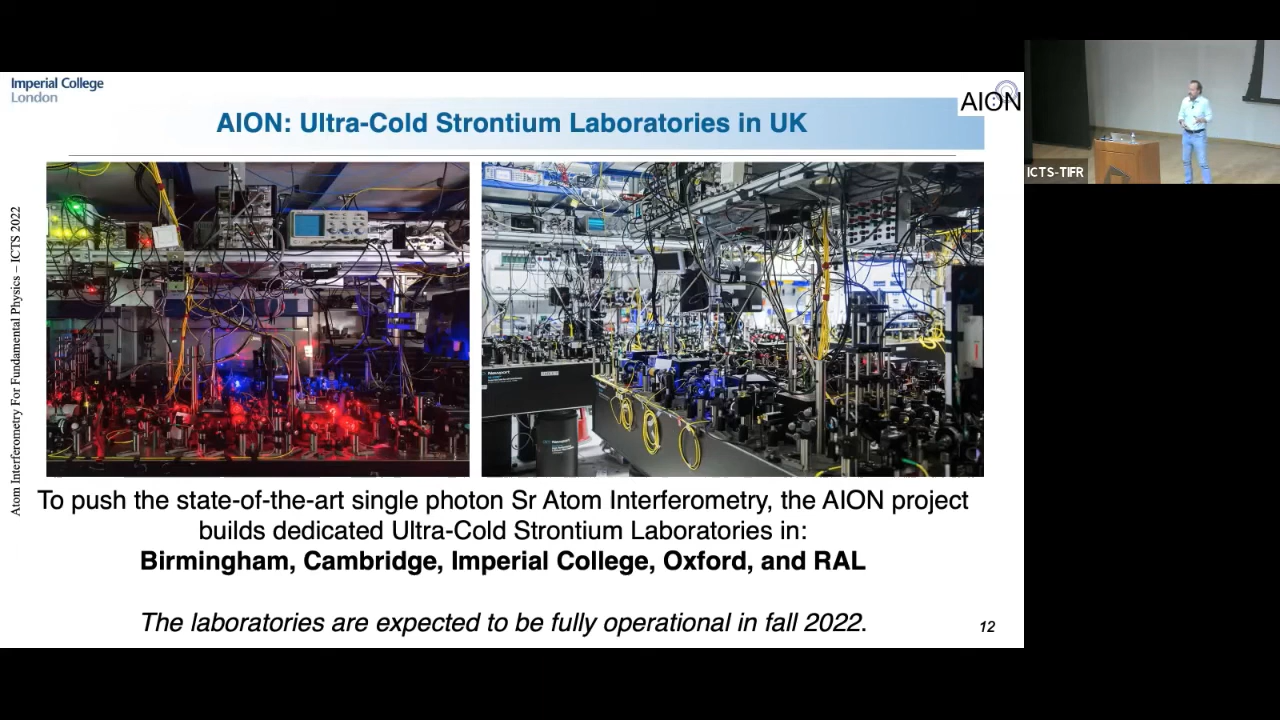 Imperial College
London
AION
AION: Ultra-Cold Strontium Laboratories in UK
ICTS-TIFR
Atom Interferometry For Fundamental Physics – ICTS 2022
Newport
Newport
To push the state-of-the-art single photon Sr Atom Interferometry, the AION project
builds dedicated Ultra-Cold Strontium Laboratories in:
Birmingham, Cambridge, Imperial College, Oxford, and RAL
The laboratories are expected to be fully operational in fall 2022.
12